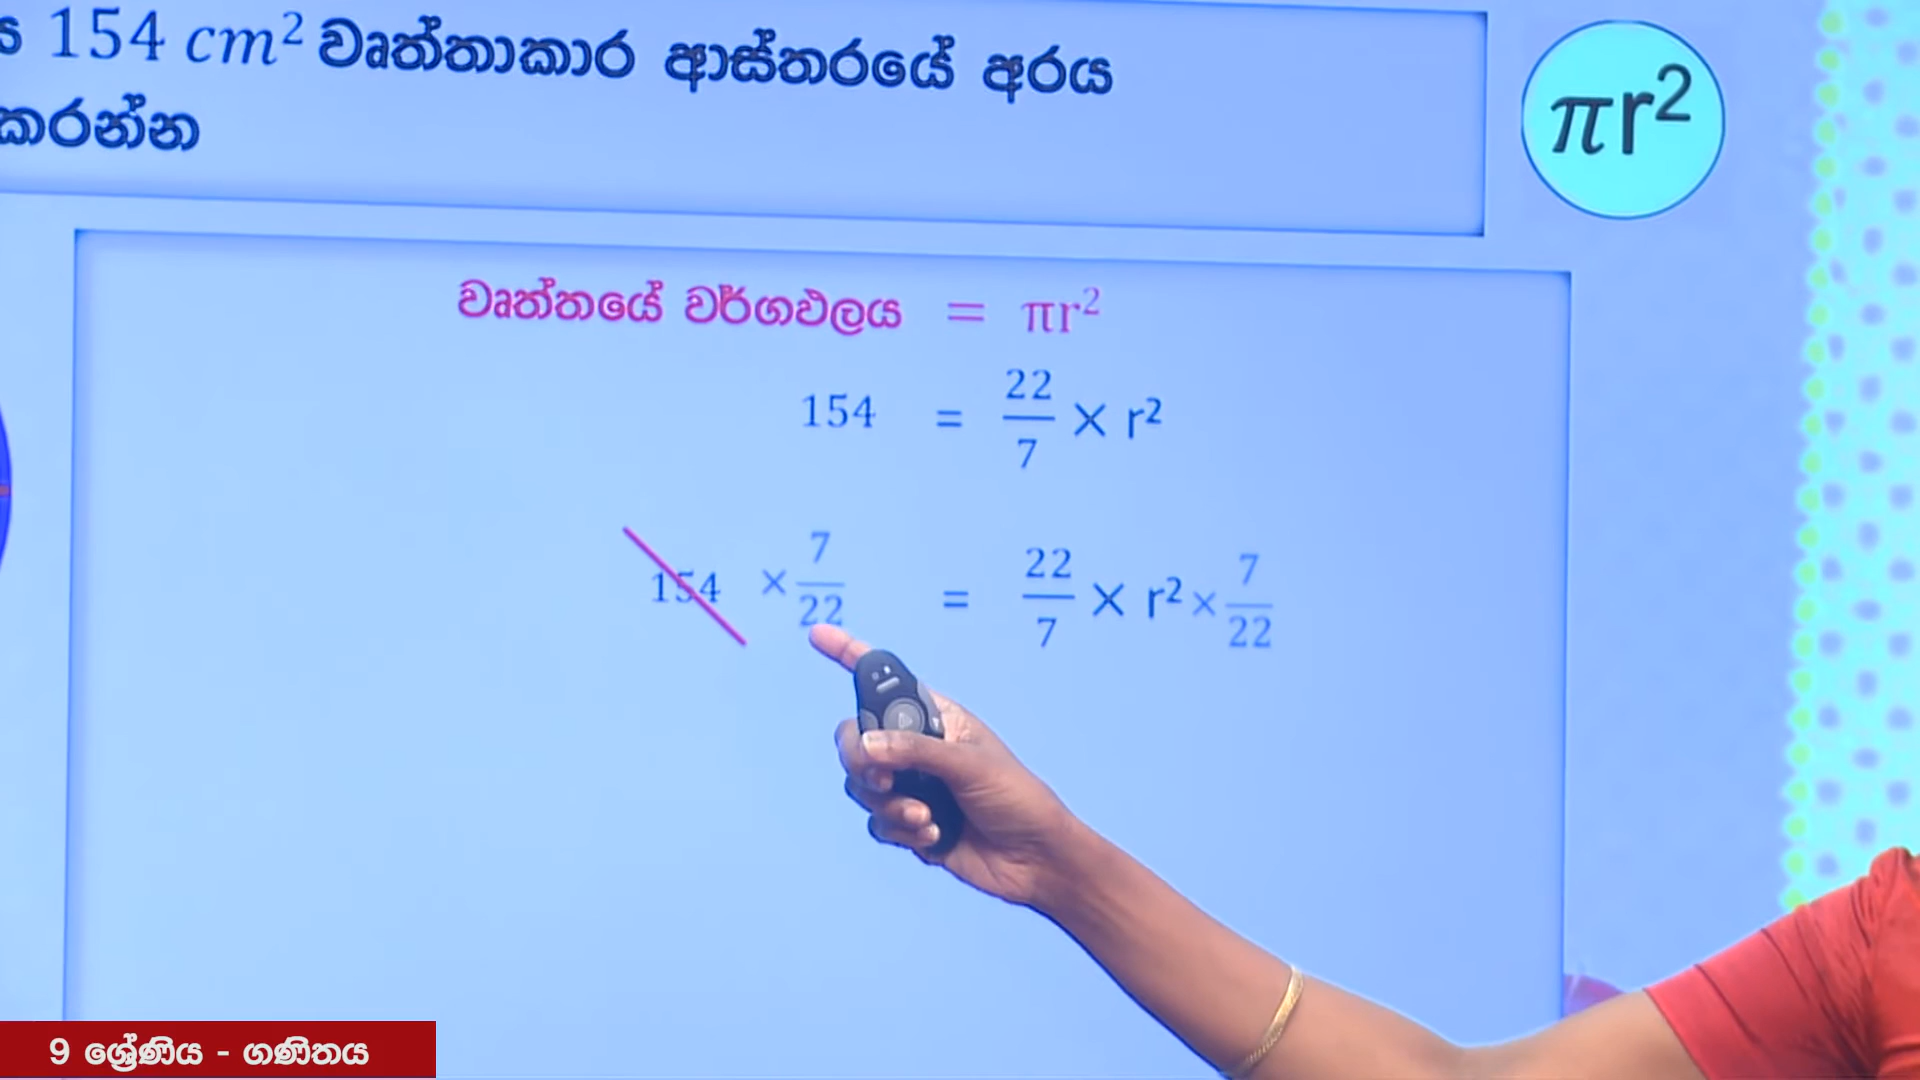 154 cm² වෘත්තාකාර ආස්තරයේ අරය
කරන්න
πr²
වෘත්තයේ වර්ගඵලය = πr²
154 = 22/7 × r²
154 × 7/22 = 22/7 × r² × 7/22
9 ශ්‍රේණිය - ගණිතය